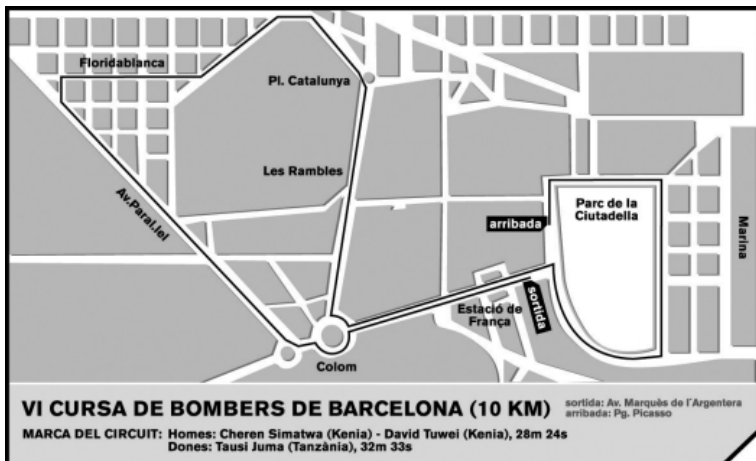 Floridablanca
Pl. Catalunya
Les Rambles
Av.Paral.lel
Parc de la
Ciutadella
arribada
Marina
sortida
Estació de
França
Colom
VI CURSA DE BOMBERS DE BARCELONA (10 KM)
sortida: Av. Marquès de l´Argentera
arribada: Pg. Picasso
MARCA DEL CIRCUIT: Homes: Cheren Simatwa (Kenia) - David Tuwei (Kenia), 28m 24s
Dones: Tausi Juma (Tanzània), 32m 33s